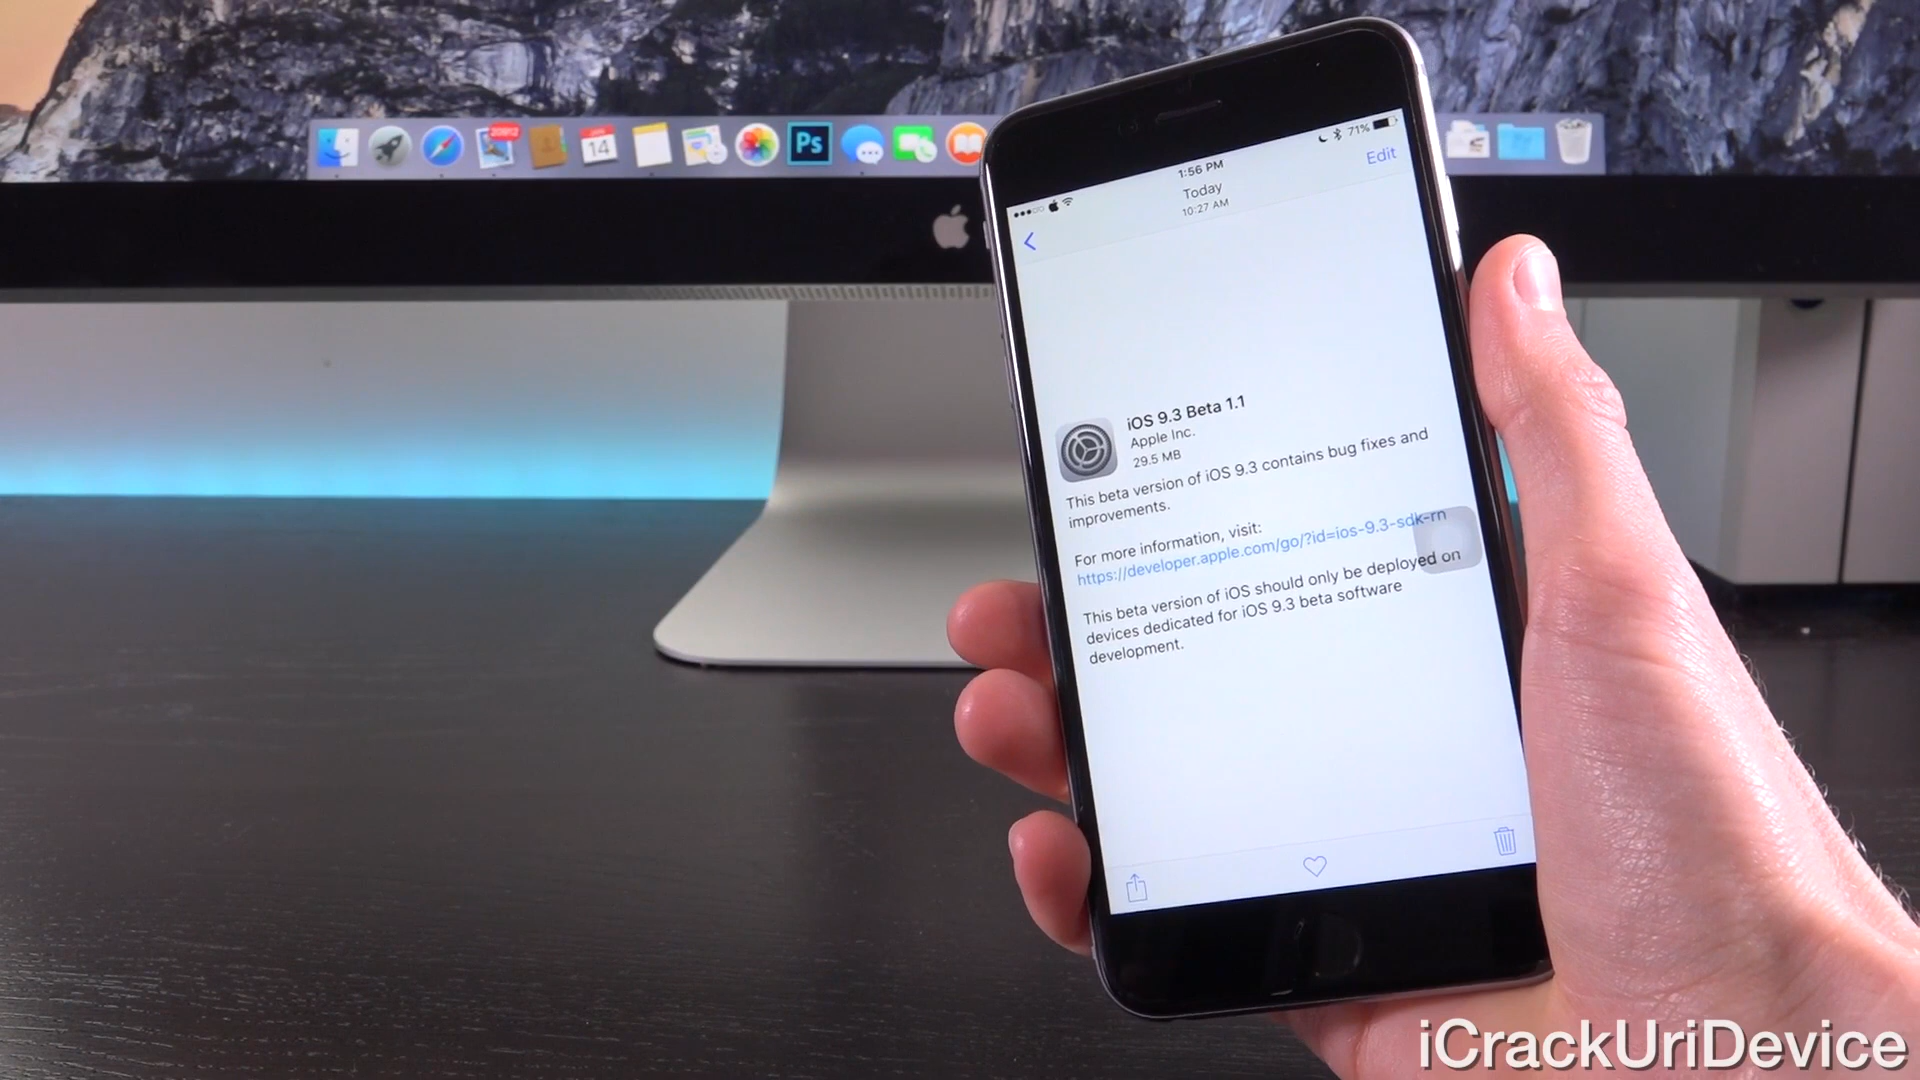 20912
JAN
14
Ps
71%
1:56 PM
Today
10:27 AM
Edit
iOS 9.3 Beta 1.1
Apple Inc.
29.5 MB
This beta version of iOS 9.3 contains bug fixes and
improvements.
For more information, visit:
https://developer.apple.com/go/?id=ios-9.3-sdk-rn
This beta version of iOS should only be deployed on
devices dedicated for iOS 9.3 beta software
development.
iCrackUriDevice